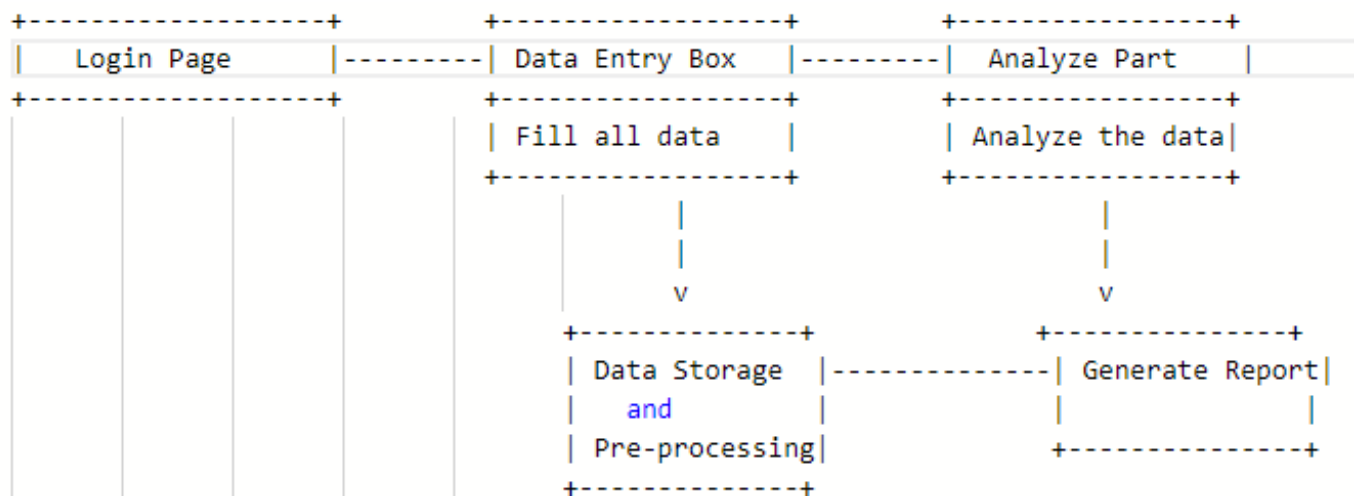 Login Page Data Entry Box Analyze Part
Fill all data Analyze the data
v v
Data Storage Generate Report
and
Pre-processing